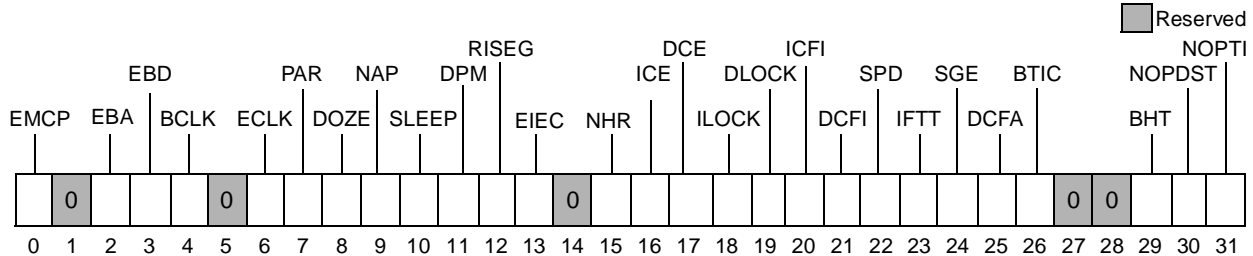 Reserved
RISEG DCE ICFI NOPTI
EBD PAR NAP DPM ICE DLOCK SPD SGE BTIC NOPDST
EMCP EBA BCLK ECLK DOZE SLEEP EIEC NHR ILOCK DCFI IFTT DCFA BHT
0 0 0 0 0
0 1 2 3 4 5 6 7 8 9 10 11 12 13 14 15 16 17 18 19 20 21 22 23 24 25 26 27 28 29 30 31